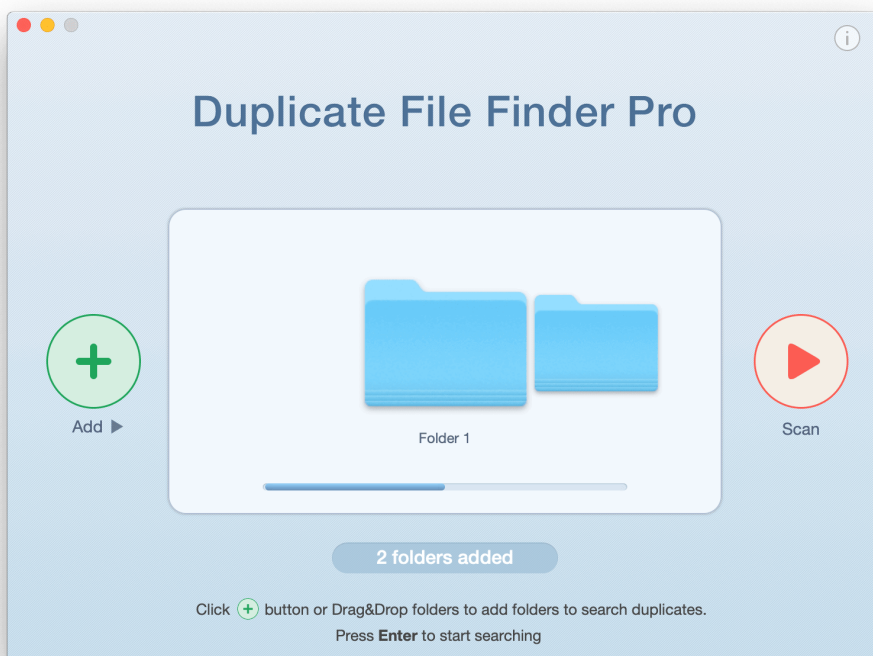 Duplicate File Finder Pro
Folder 1
Add
Scan
2 folders added
Click + button or Drag&Drop folders to add folders to search duplicates.
Press Enter to start searching